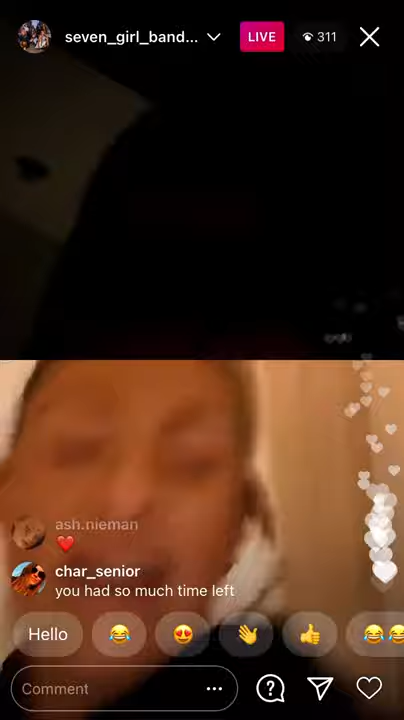 seven_girl_band...
LIVE
311
ash.nieman
❤️
char_senior
you had so much time left
Hello 😂 😍 👋 👍 😂😂
Comment